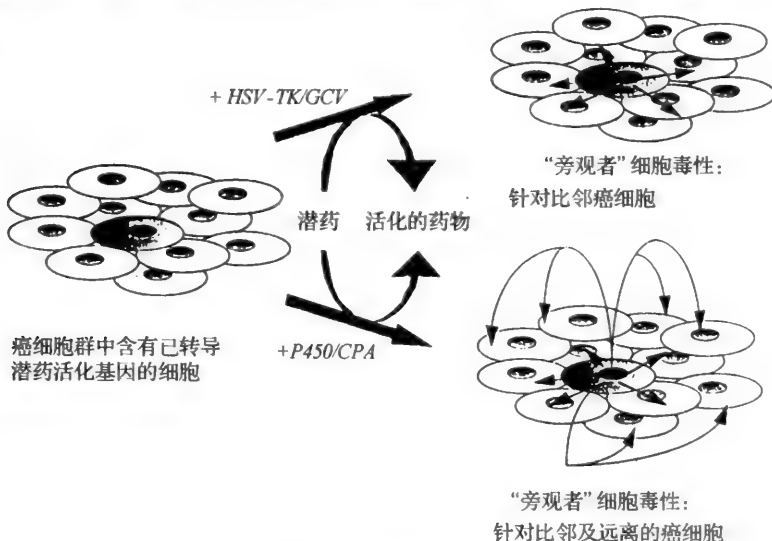 + HSV-TK/GCV
"旁观者"细胞毒性:
针对比邻癌细胞
潜药 活化的药物
癌细胞群中含有已转导
潜药活化基因的细胞
+P450/CPA
"旁观者"细胞毒性:
针对比邻及远离的癌细胞